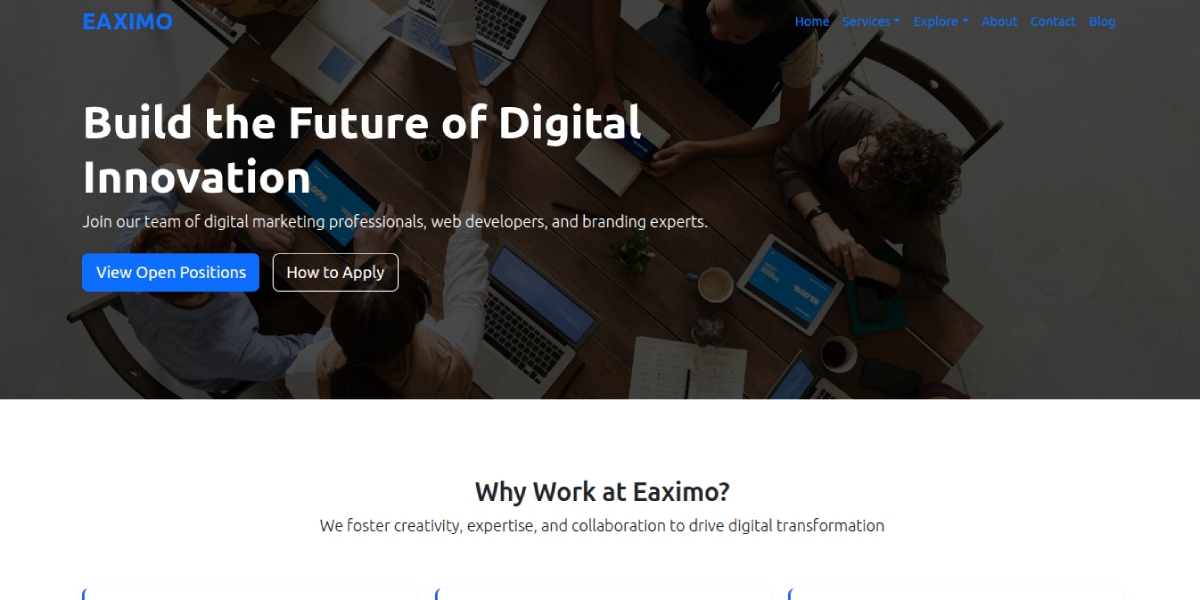 EAXIMO
Home Services Explore About Contact Blog
Build the Future of Digital
Innovation
Join our team of digital marketing professionals, web developers, and branding experts.
View Open Positions How to Apply
Why Work at Eaximo?
We foster creativity, expertise, and collaboration to drive digital transformation